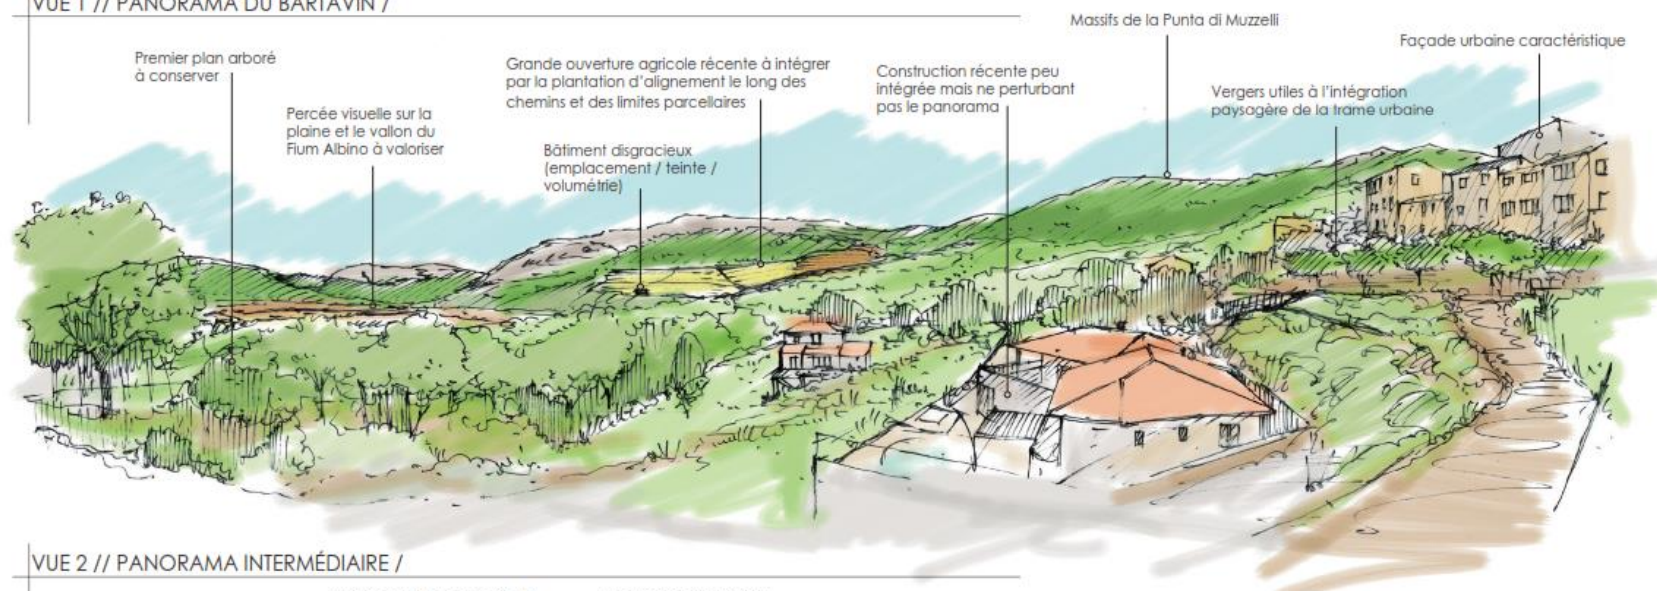 VUE 1 // PANORAMA DU BARTAVIN /
Massifs de la Punta di Muzzelli
Façade urbaine caractéristique
Premier plan arboré
à conserver
Grande ouverture agricole récente à intégrer
par la plantation d'alignement le long des
chemins et des limites parcellaires
Construction récente peu
intégrée mais ne perturbant
pas le panorama
Vergers utiles à l'intégration
paysagère de la trame urbaine
Percée visuelle sur la
plaine et le vallon du
Fium Albino à valoriser
Bâtiment disgracieux
(emplacement / teinte /
volumétrie)
VUE 2 // PANORAMA INTERMÉDIAIRE /